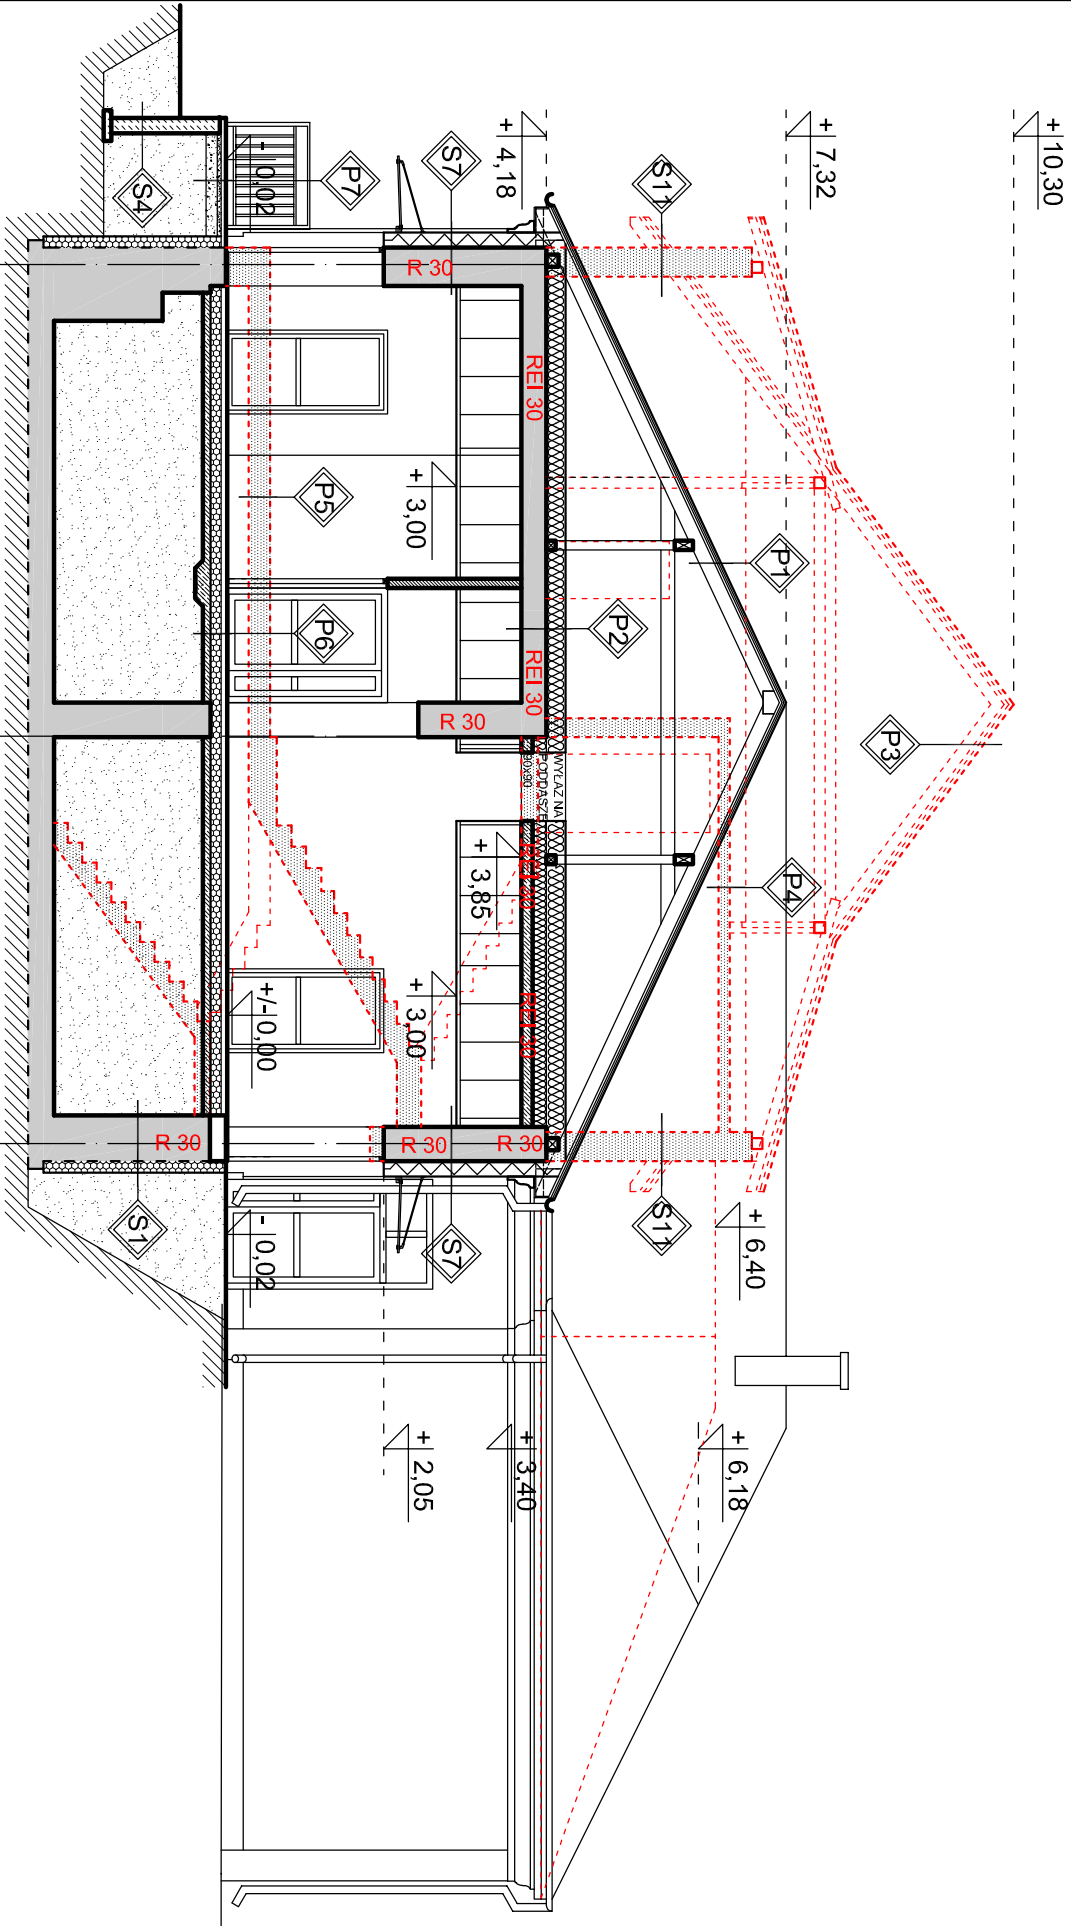 + 10,30
+ 7,32
+ 4,18
S11
S7
P7
- 0,02
S4
R 30
REI 30
P5
+ 3,00
P1
P2
P6
REI 30
R 30
P3
WYŁAZ NA
PODDASZE
90x90
P4
+ 3,85
REI 30
+ 3,00
REI 30
+/- 0,00
R 30
R 30
R 30
S11
S7
S1
- 0,02
+ 6,40
+ 6,18
+ 3,40
+ 2,05